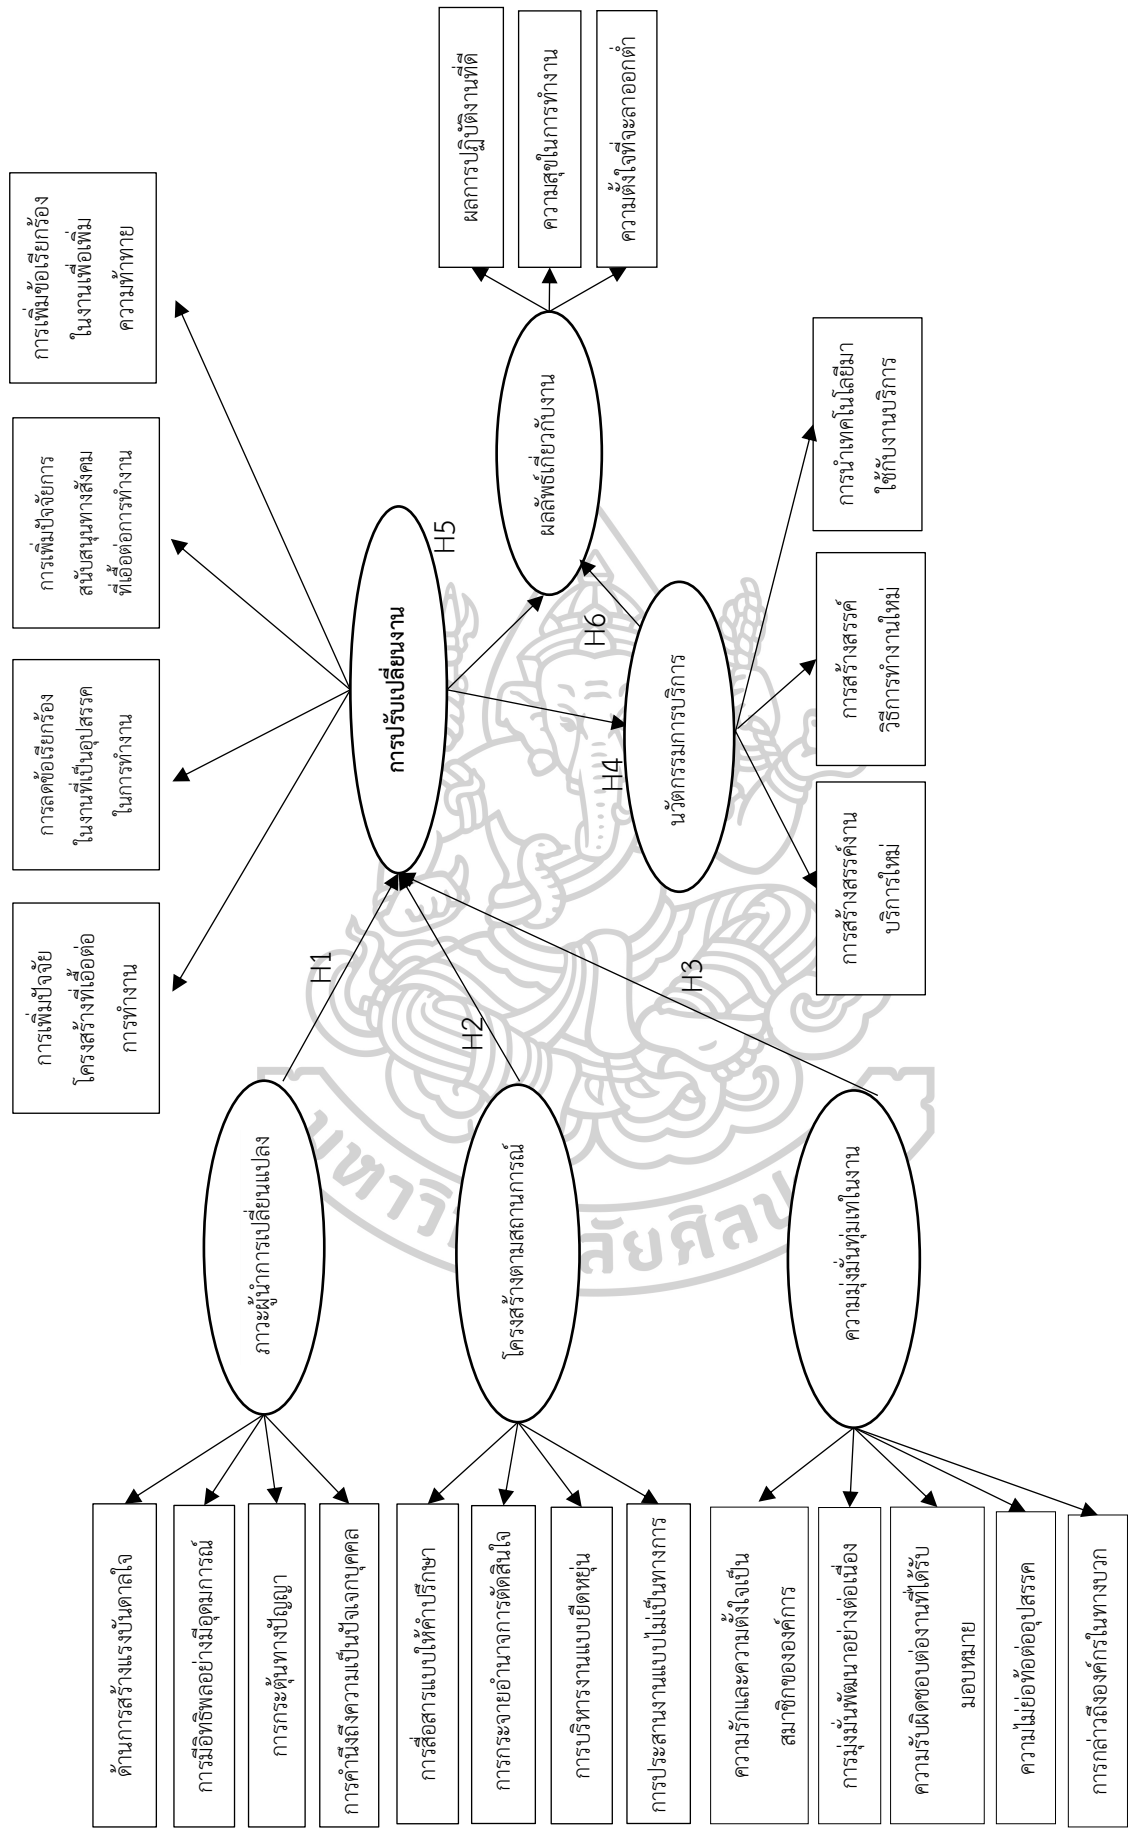 ด้านการสร้างแรงบันดาลใจ
การมีอิทธิพลอย่างมีอุดมการณ์
การกระตุ้นทางปัญญา
การคำนึงถึงความเป็นปัจเจกบุคคล
การสื่อสารแบบให้คำปรึกษา
การกระจายอำนาจการตัดสินใจ
การบริหารงานแบบยืดหยุ่น
การประสานงานแบบไม่เป็นทางการ
ความรักและความตั้งใจเป็น
สมาชิกขององค์การ
การมุ่งมั่นพัฒนาอย่างต่อเนื่อง
ความรับผิดชอบต่องานที่ได้รับ
มอบหมาย
ความไม่ย่อท้อต่ออุปสรรค
การกล่าวถึงองค์กรในทางบวก
ภาวะผู้นำการเปลี่ยนแปลง
โครงสร้างตามสถานการณ์
ความมุ่งมั่นทุ่มเทในงาน
H1
H2
H3
การเพิ่มปัจจัย
โครงสร้างที่เอื้อต่อ
การทำงาน
การลดข้อเรียกร้อง
ในงานที่เป็นอุปสรรค
ในการทำงาน
การเพิ่มปัจจัยการ
สนับสนุนทางสังคม
ที่เอื้อต่อการทำงาน
การเพิ่มข้อเรียกร้อง
ในงานเพื่อเพิ่ม
ความท้าทาย
การปรับเปลี่ยนงาน
H5
H4
H6
นวัตกรรมการบริการ
ผลลัพธ์เกี่ยวกับงาน
การสร้างสรรค์งาน
บริการใหม่
การสร้างสรรค์
วิธีการทำงานใหม่
การนำเทคโนโลยีมา
ใช้กับงานบริการ
ผลการปฏิบัติงานที่ดี
ความสุขในการทำงาน
ความตั้งใจที่จะลาออกต่ำ